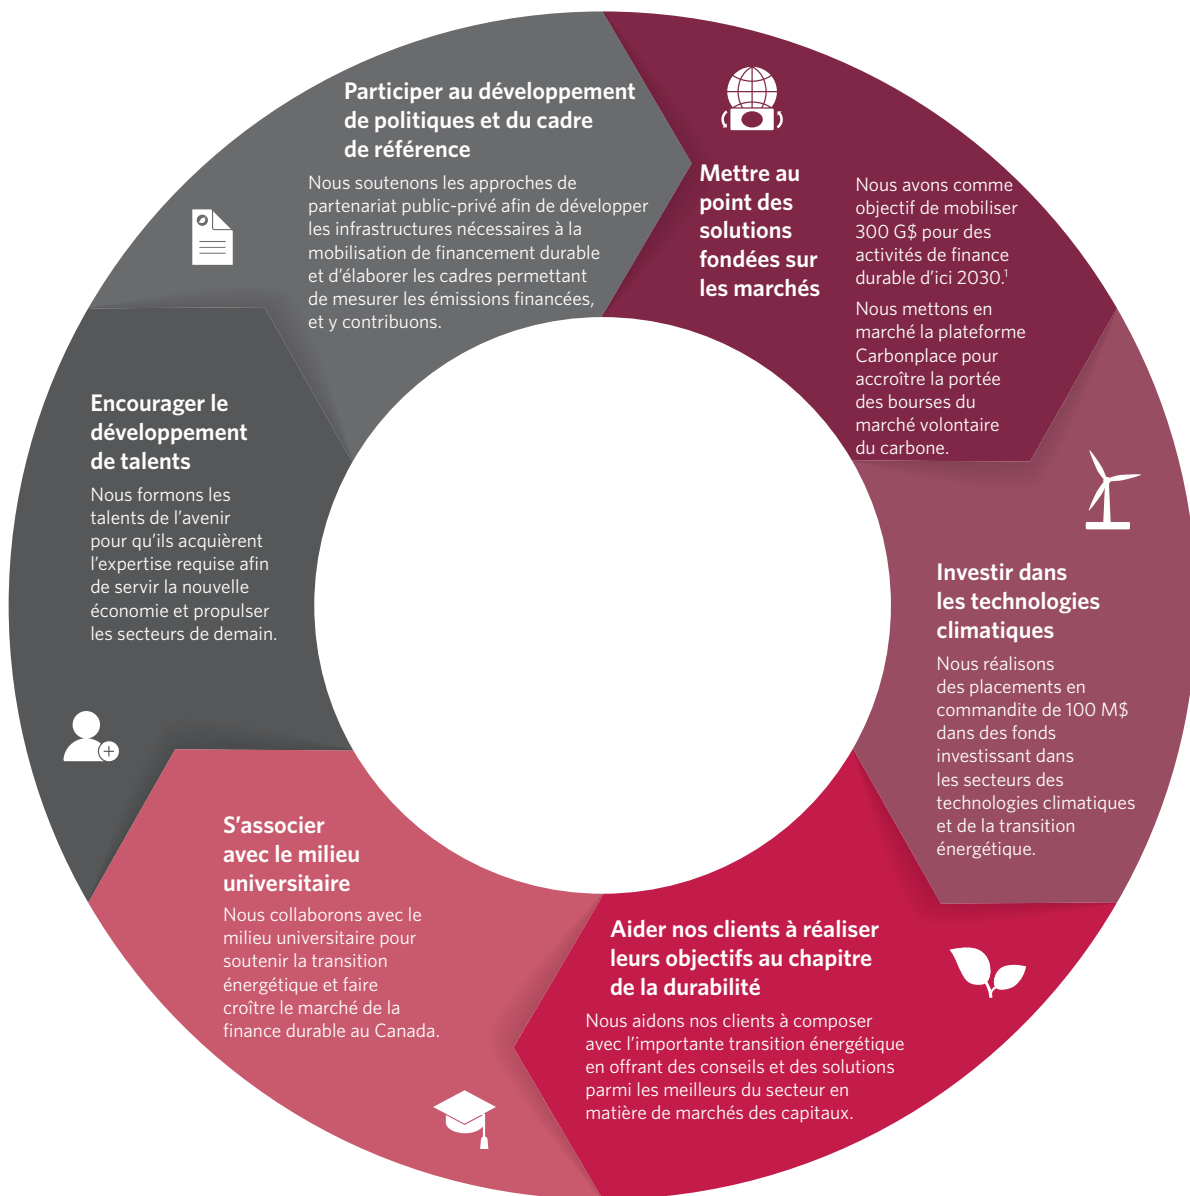 Participer au développement
de politiques et du cadre
de référence
Nous soutenons les approches de
partenariat public-privé afin de développer
les infrastructures nécessaires à la
mobilisation de financement durable
et d'élaborer les cadres permettant
de mesurer les émissions financées,
et y contribuons.
Mettre au
point des
solutions
fondées sur
les marchés
Nous avons comme
objectif de mobiliser
300 G$ pour des
activités de finance
durable d'ici 2030.¹
Nous mettons en
marché la plateforme
Carbonplace pour
accroître la portée
des bourses du
marché volontaire
du carbone.
Investir dans
les technologies
climatiques
Nous réalisons
des placements en
commandite de 100 M$
dans des fonds
investissant dans
les secteurs des
technologies climatiques
et de la transition
énergétique.
Aider nos clients à réaliser
leurs objectifs au chapitre
de la durabilité
Nous aidons nos clients à composer
avec l'importante transition énergétique
en offrant des conseils et des solutions
parmi les meilleurs du secteur en
matière de marchés des capitaux.
S'associer
avec le milieu
universitaire
Nous collaborons avec le
milieu universitaire pour
soutenir la transition
énergétique et faire
croître le marché de la
finance durable au Canada.
Encourager le
développement
de talents
Nous formons les
talents de l'avenir
pour qu'ils acquièrent
l'expertise requise afin
de servir la nouvelle
économie et propulser
les secteurs de demain.